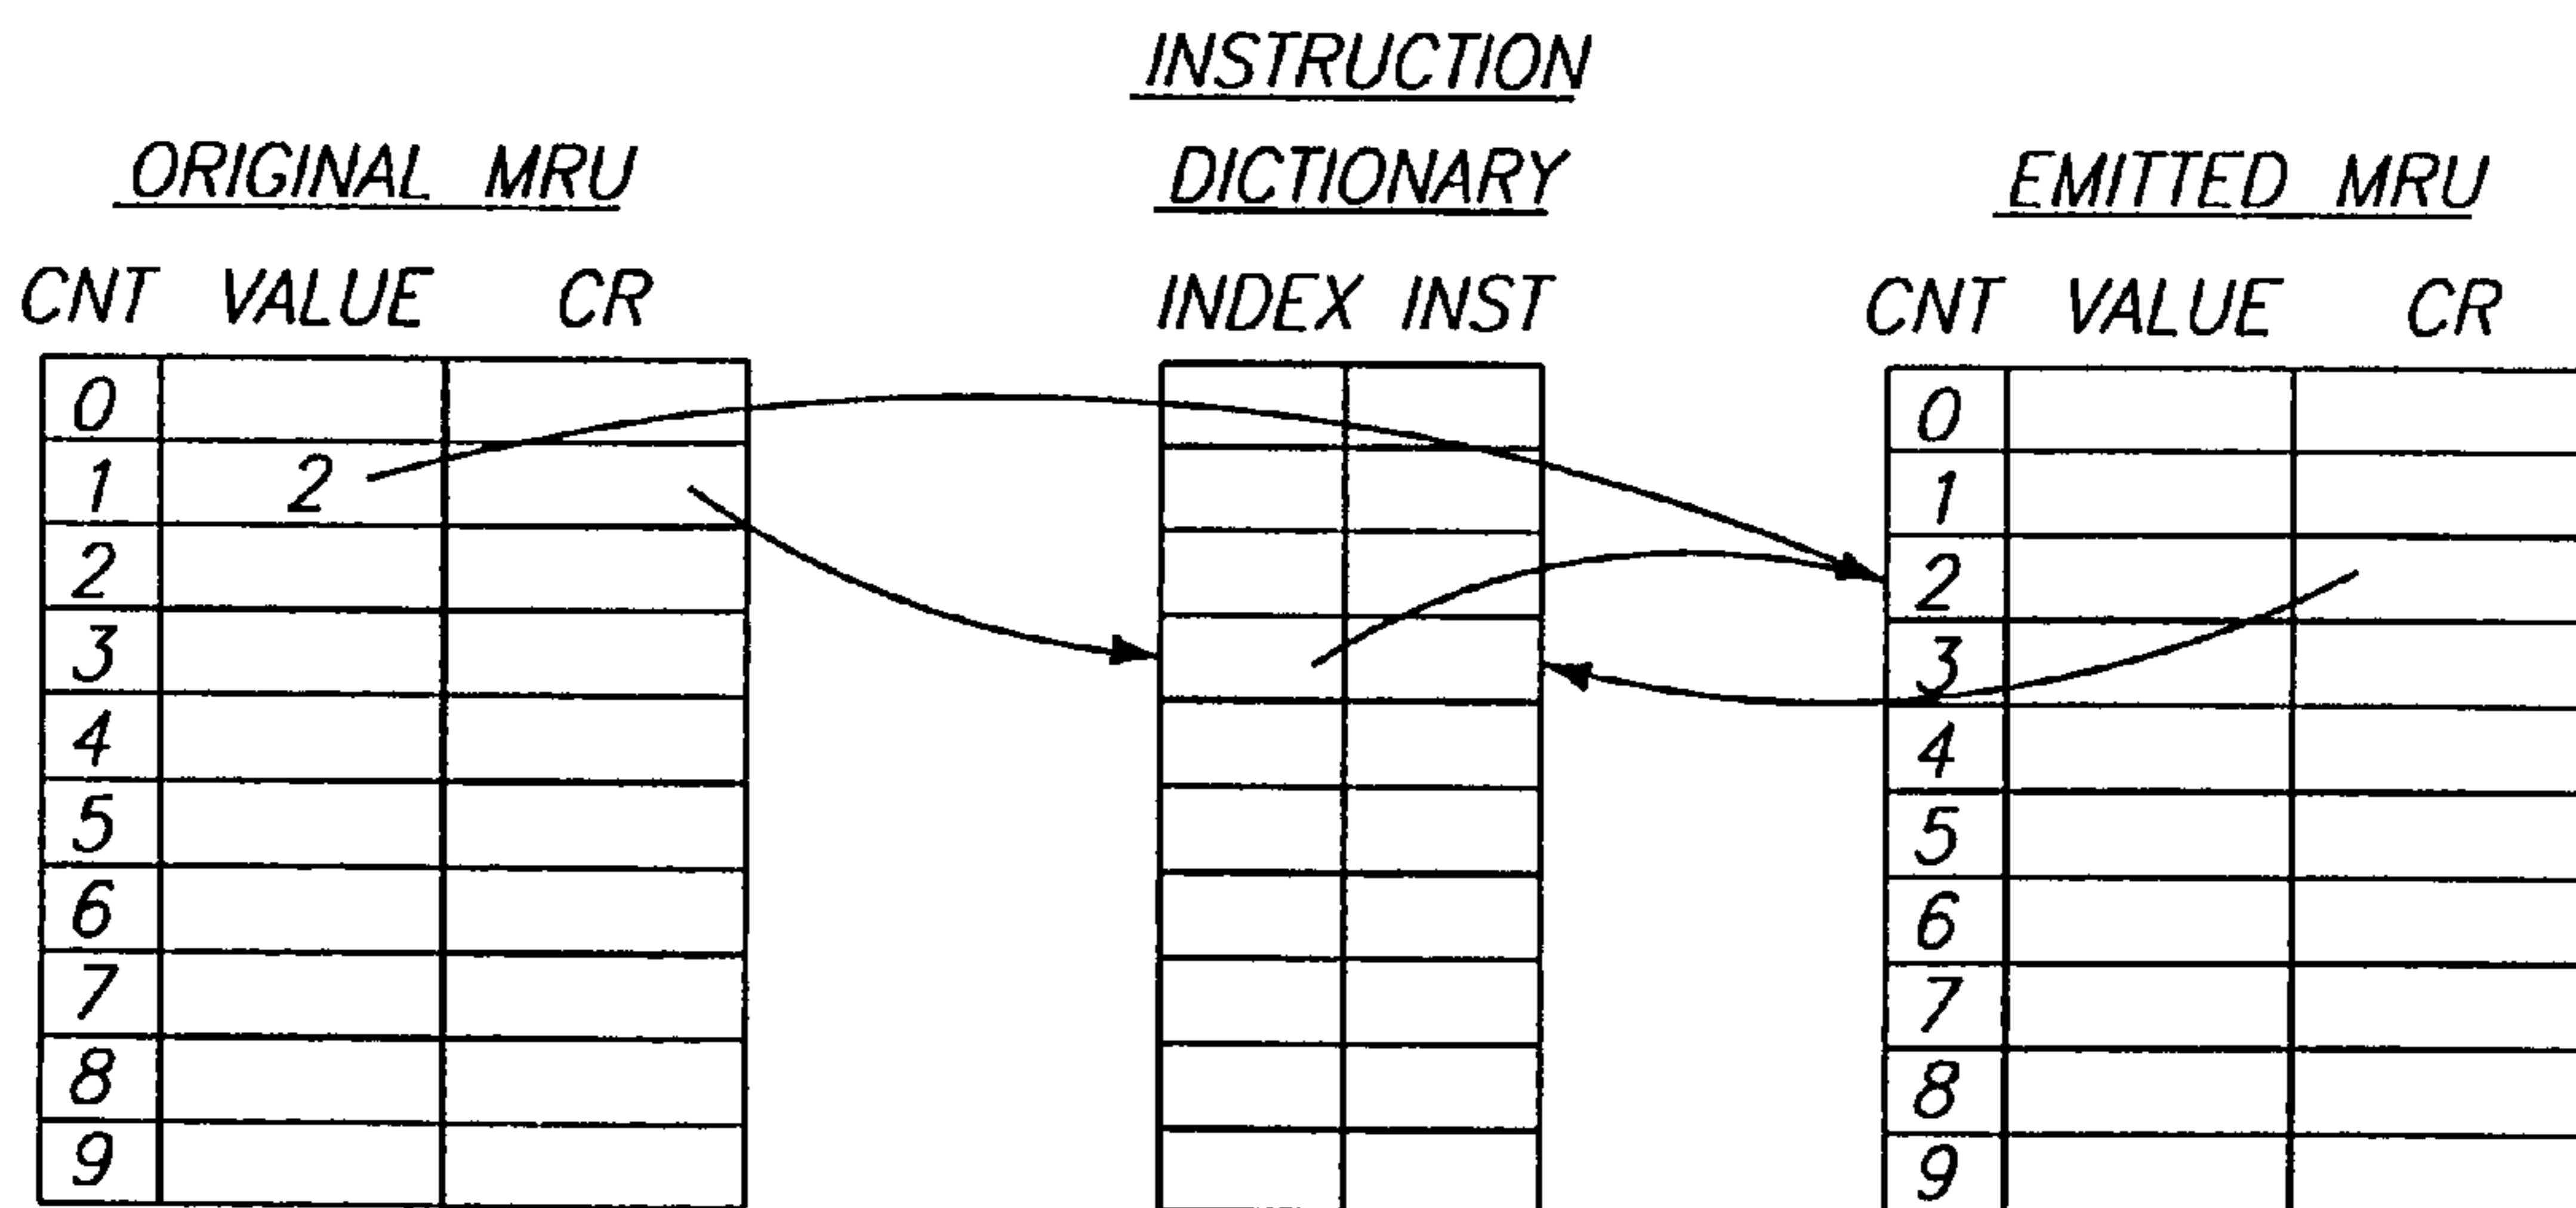 INSTRUCTION
ORIGINAL MRU DICTIONARY EMITTED MRU
CNT VALUE CR INDEX INST CNT VALUE CR
0 0
1 2 1
2 2
3 3
4 4
5 5
6 6
7 7
8 8
9 9